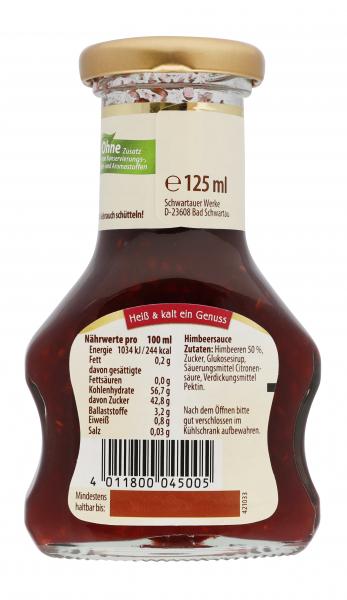 Ohne Zusatz
Konservierungs-,
und Aromastoffen
e 125 ml
Schwartauer Werke
D-23608 Bad Schwartau
schütteln!
Heiß & kalt ein Genuss
Nährwerte pro 100 ml
Energie 1034 kJ/244 kcal
Fett 0,2 g
davon gesättigte
Fettsäuren 0,0 g
Kohlenhydrate 56,7 g
davon Zucker 42,8 g
Ballaststoffe 3,2 g
Eiweiß 0,8 g
Salz 0,03 g
Himbeersauce
Zutaten: Himbeeren 50 %,
Zucker, Glukosesirup,
Säuerungsmittel Citronen-
säure, Verdickungsmittel
Pektin.
Nach dem Öffnen bitte
gut verschlossen im
Kühlschrank aufbewahren.
4 011800 045005
Mindestens
haltbar bis:
421033